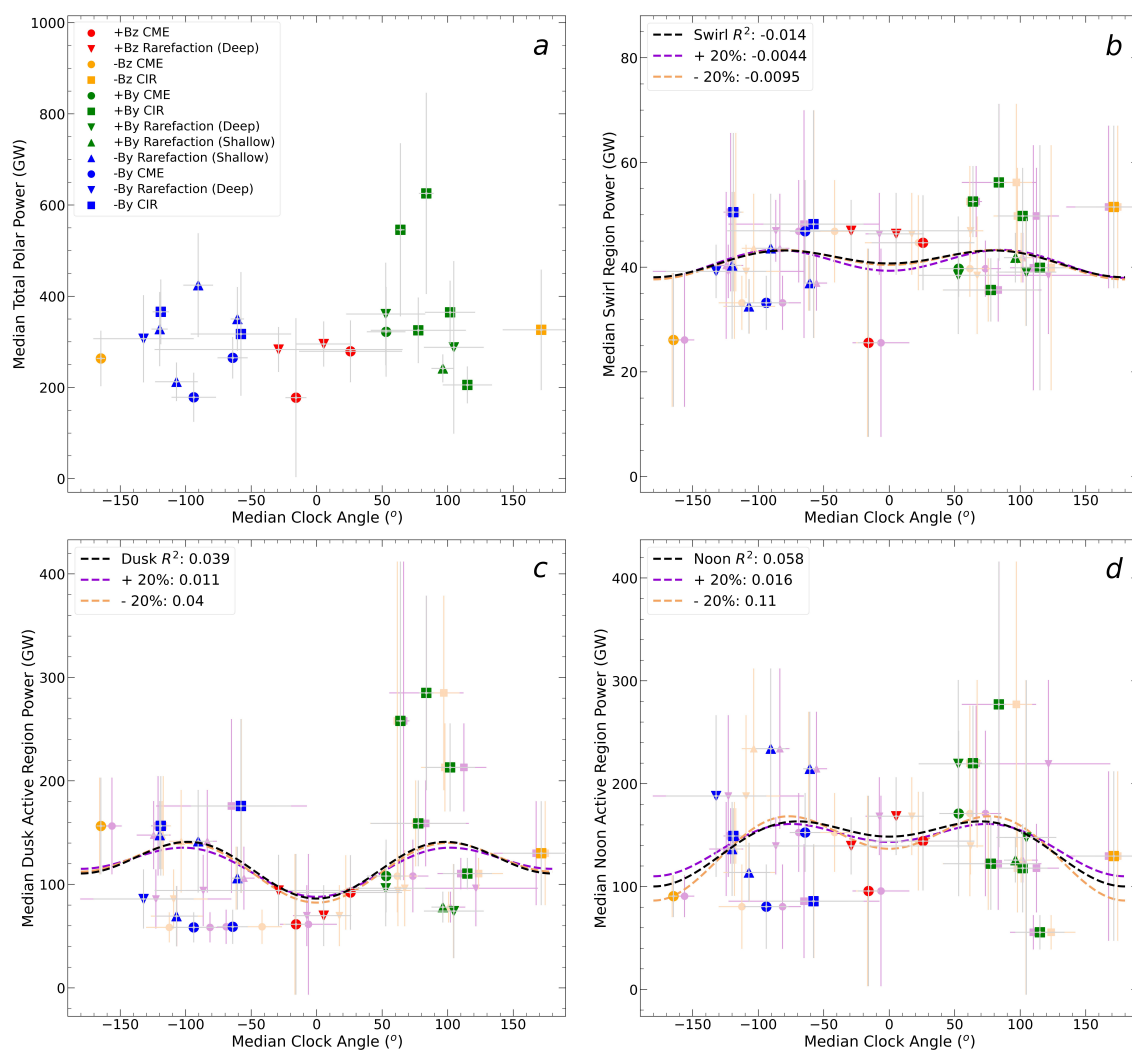 a
+Bz CME
+Bz Rarefaction (Deep)
-Bz CME
-Bz CIR
+By CME
+By CIR
+By Rarefaction (Deep)
+By Rarefaction (Shallow)
-By Rarefaction (Shallow)
-By CME
-By Rarefaction (Deep)
-By CIR
Median Total Polar Power (GW)
1000
800
600
400
200
0
−150 −100 −50 0 50 100 150
Median Clock Angle (°)
b
Swirl R²: -0.014
+ 20%: -0.0044
- 20%: -0.0095
Median Swirl Region Power (GW)
80
60
40
20
0
−150 −100 −50 0 50 100 150
Median Clock Angle (°)
c
Dusk R²: 0.039
+ 20%: 0.011
- 20%: 0.04
Median Dusk Active Region Power (GW)
400
300
200
100
0
−150 −100 −50 0 50 100 150
Median Clock Angle (°)
d
Noon R²: 0.058
+ 20%: 0.016
- 20%: 0.11
Median Noon Active Region Power (GW)
400
300
200
100
0
−150 −100 −50 0 50 100 150
Median Clock Angle (°)